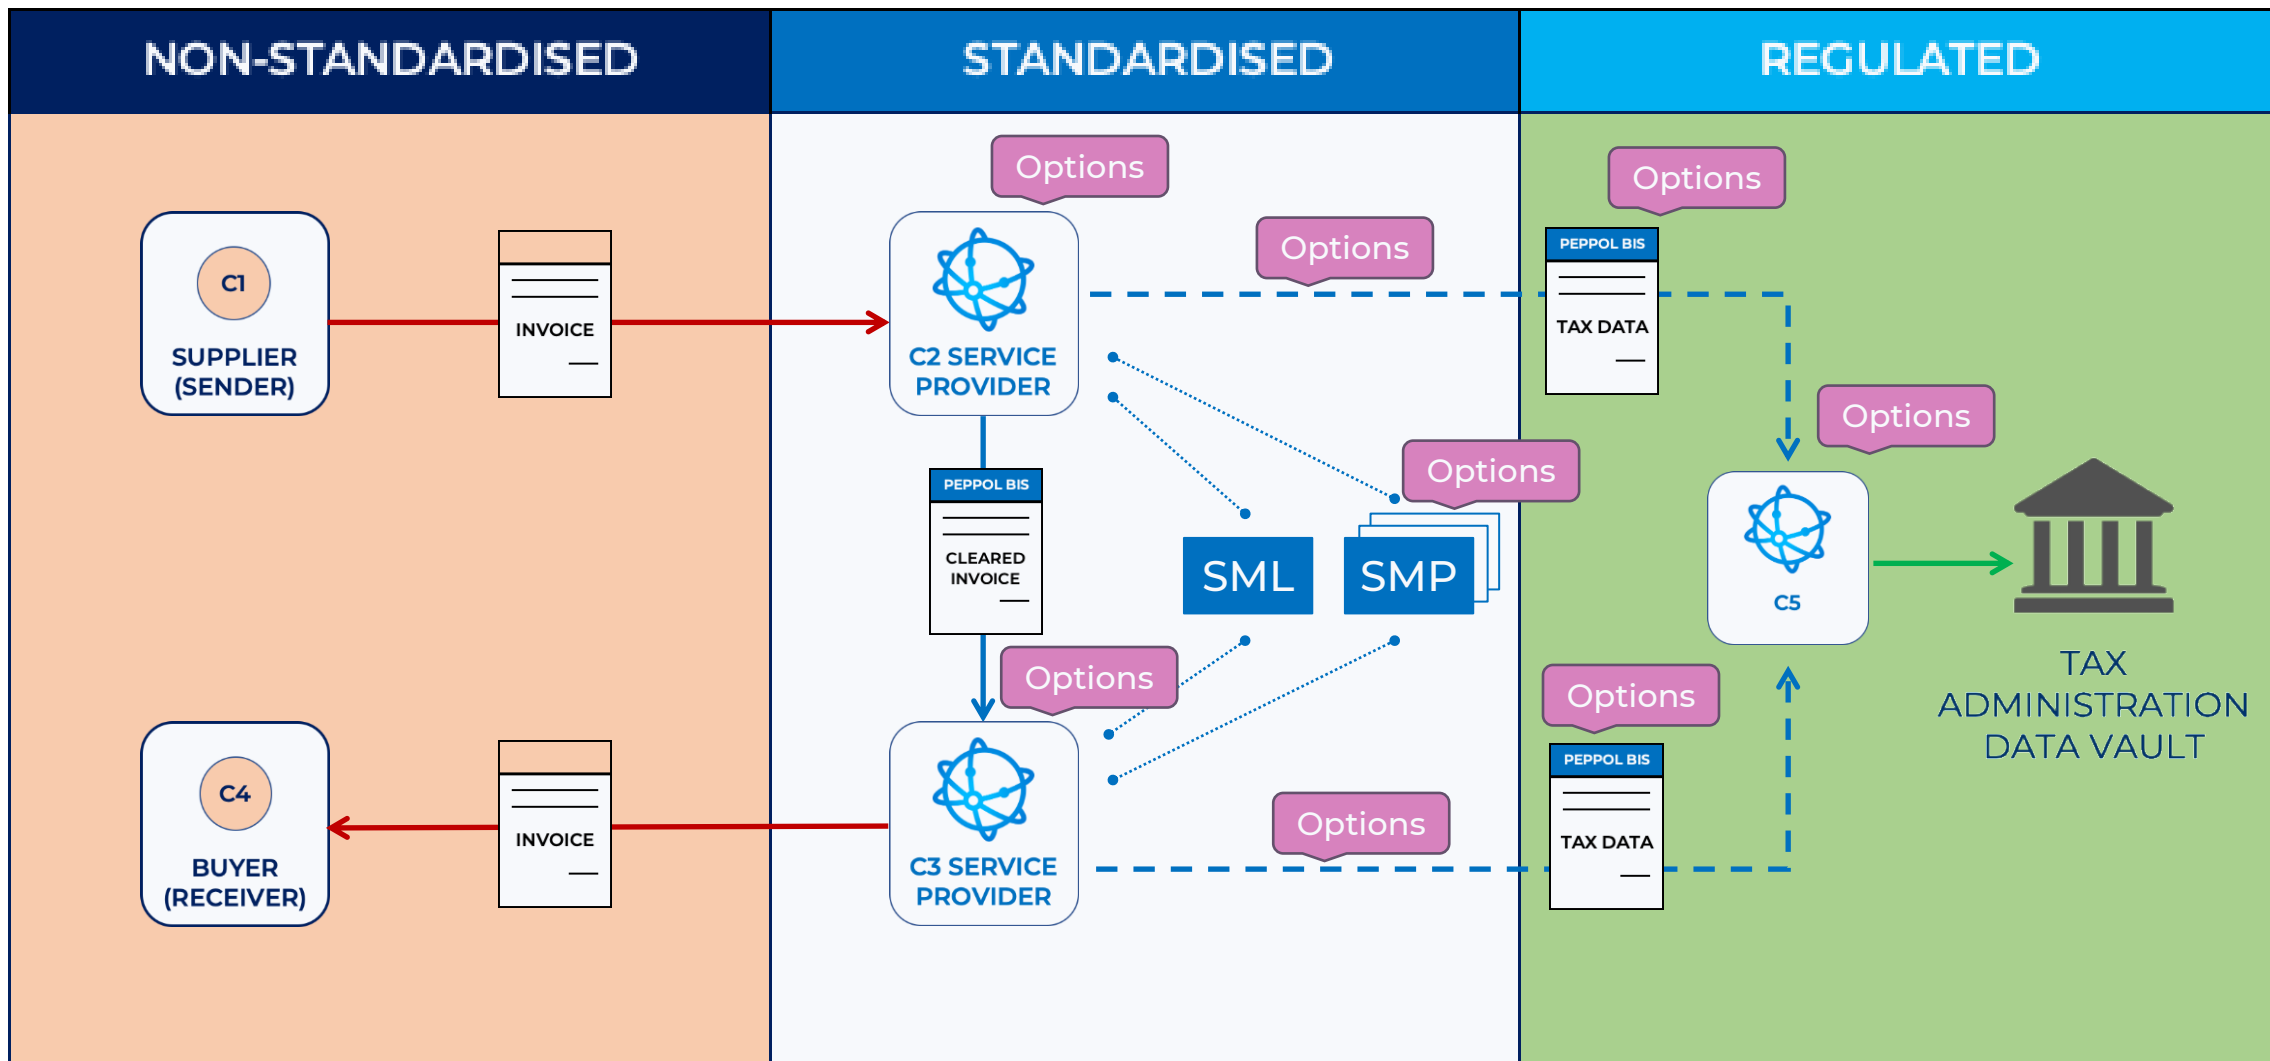 NON-STANDARDISED
STANDARDISED
REGULATED
Options
Options
Options
C1
SUPPLIER
(SENDER)
INVOICE
C2 SERVICE
PROVIDER
PEPPOL BIS
TAX DATA
Options
Options
PEPPOL BIS
CLEARED
INVOICE
SML
SMP
C5
TAX
ADMINISTRATION
DATA VAULT
Options
Options
C4
BUYER
(RECEIVER)
INVOICE
C3 SERVICE
PROVIDER
Options
PEPPOL BIS
TAX DATA